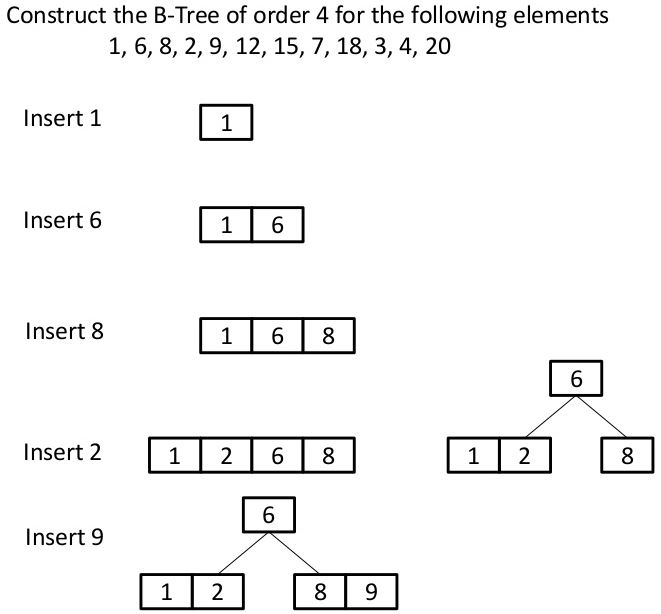 Construct the B-Tree of order 4 for the following elements
1, 6, 8, 2, 9, 12, 15, 7, 18, 3, 4, 20
Insert 1
1
Insert 6
1 6
Insert 8
1 6 8
6
Insert 2
1 2 6 8
1 2 8
6
Insert 9
1 2 8 9